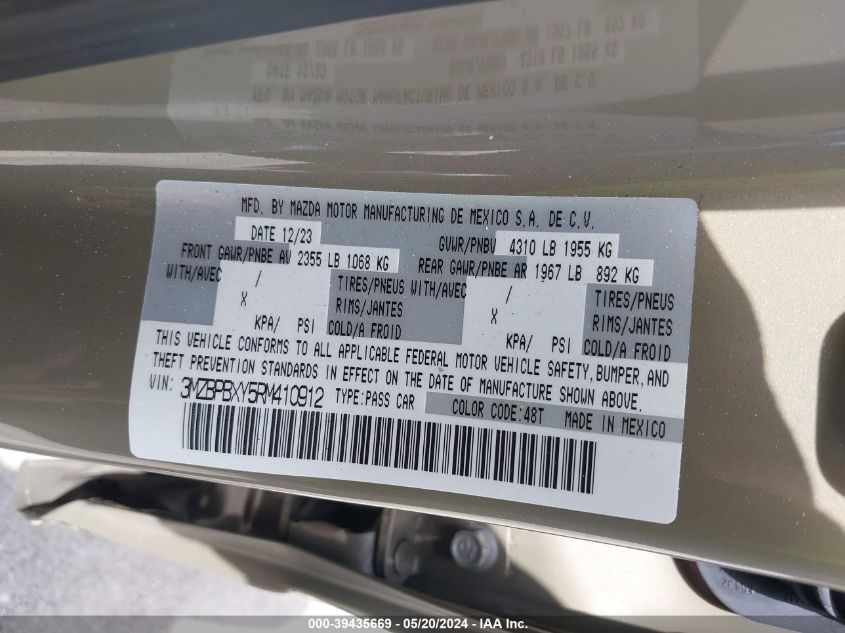 MFD. BY MAZDA MOTOR MANUFACTURING DE MEXICO S.A. DE C.V.
DATE 12/23 GVWR/PNBV 4310 LB 1955 KG
FRONT GAWR/PNBE AV 2355 LB 1068 KG REAR GAWR/PNBE AR 1967 LB 892 KG
WITH/AVEC / TIRES/PNEUS WITH/AVEC / TIRES/PNEUS
X RIMS/JANTES X RIMS/JANTES
KPA/ PSI COLD/A FROID KPA/ PSI COLD/A FROID
THIS VEHICLE CONFORMS TO ALL APPLICABLE FEDERAL MOTOR VEHICLE SAFETY, BUMPER, AND
THEFT PREVENTION STANDARDS IN EFFECT ON THE DATE OF MANUFACTURE SHOWN ABOVE.
VIN: 3MZBPBXY5RM410912 TYPE:PASS CAR COLOR CODE:48T MADE IN MEXICO
000-39435669 - 05/20/2024 - IAA Inc.